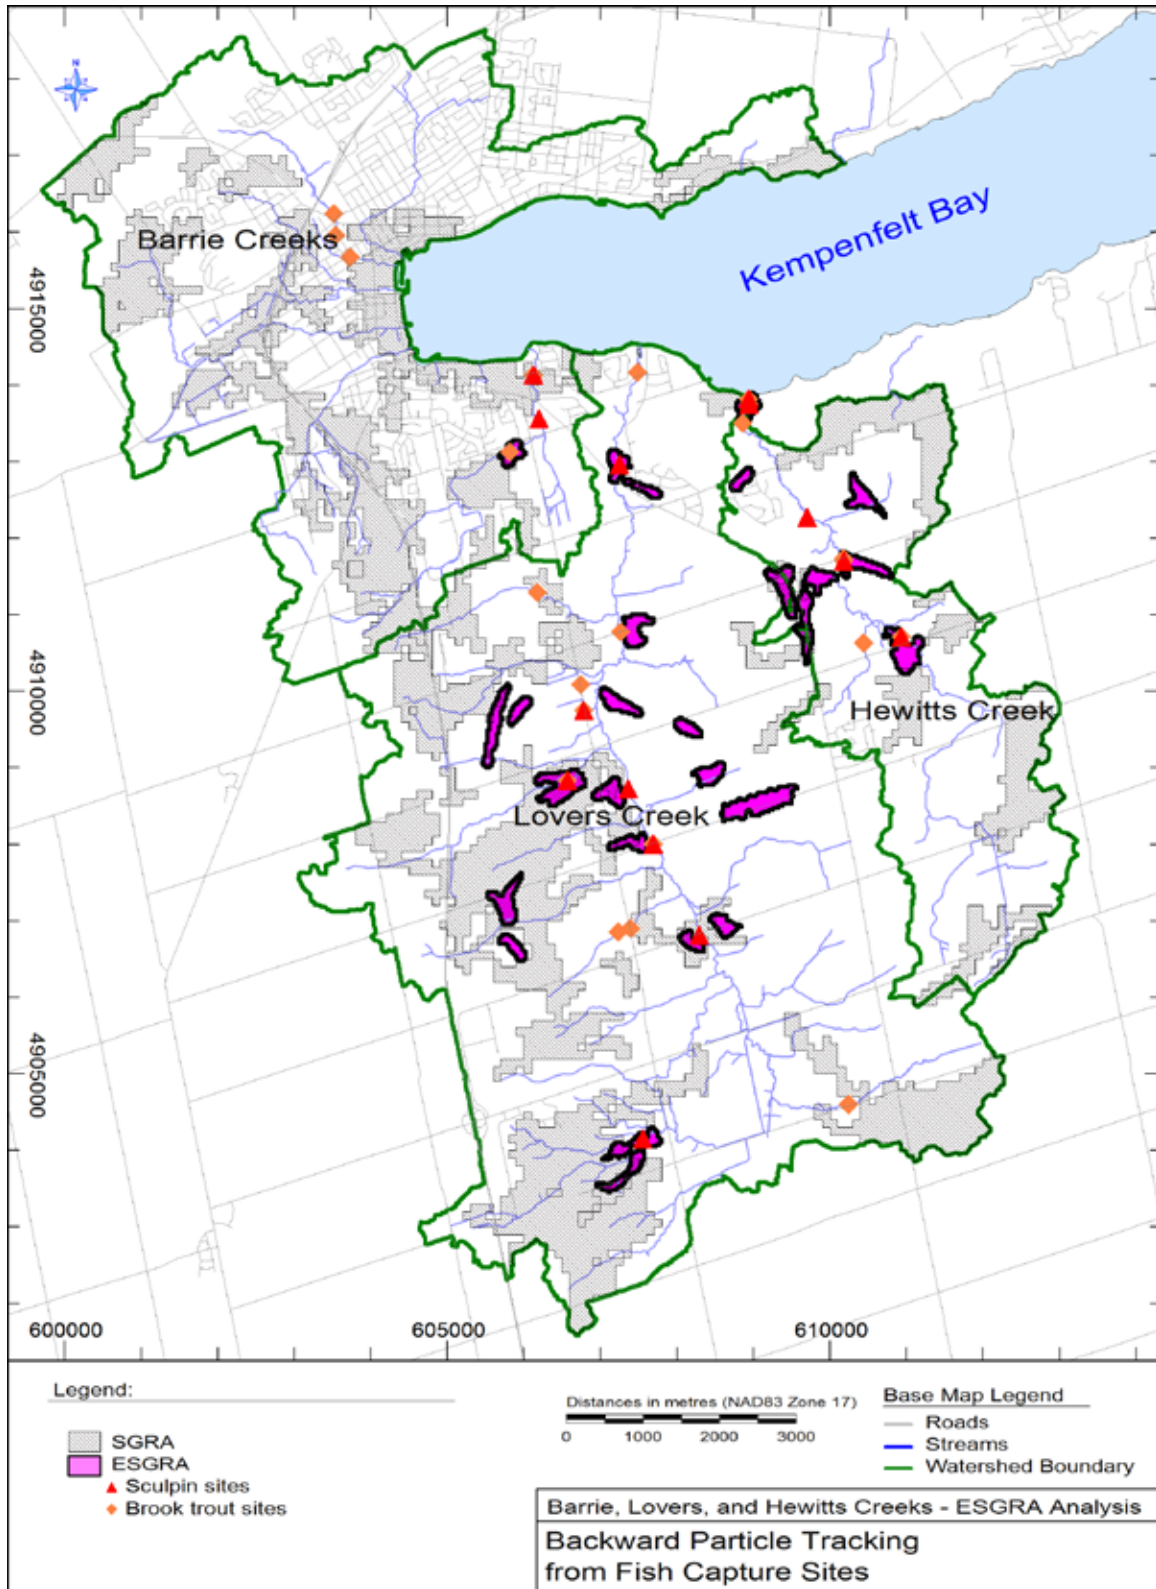 N
Barrie Creeks
Kempenfelt Bay
4915000
4910000
Hewitts Creek
Lovers Creek
4905000
600000
605000
610000
Legend:
SGRA
ESGRA
Sculpin sites
Brook trout sites
Distances in metres (NAD83 Zone 17)
0 1000 2000 3000
Base Map Legend
Roads
Streams
Watershed Boundary
Barrie, Lovers, and Hewitts Creeks - ESGRA Analysis
Backward Particle Tracking
from Fish Capture Sites